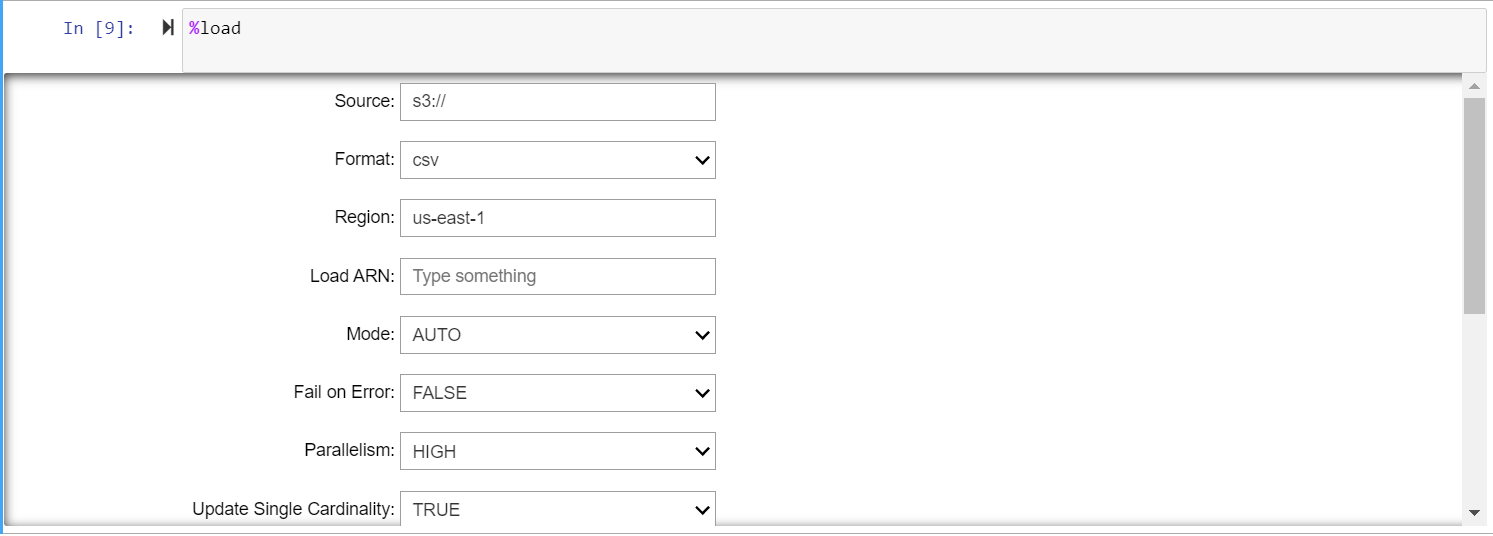 In [9]: %load
Source: s3://
Format: csv
Region: us-east-1
Load ARN: Type something
Mode: AUTO
Fail on Error: FALSE
Parallelism: HIGH
Update Single Cardinality: TRUE